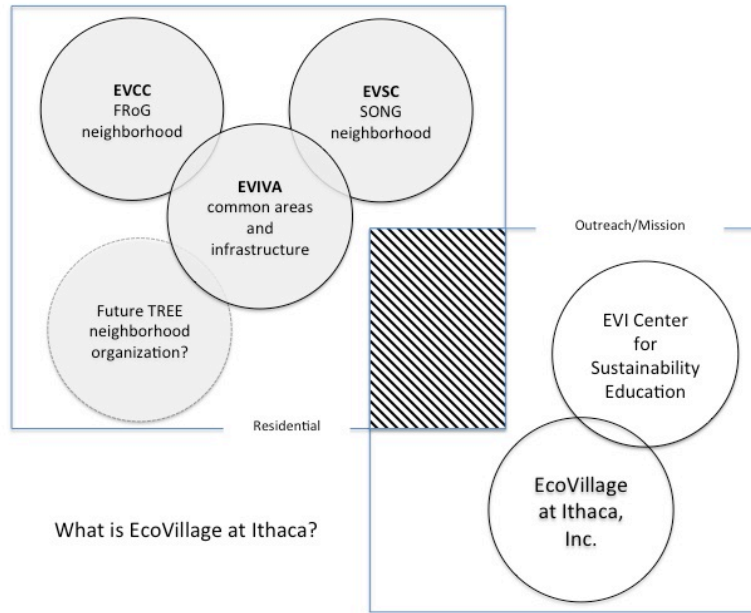 EVCC
FRoG
neighborhood
EVSC
SONG
neighborhood
EVIVA
common areas
and
infrastructure
Future TREE
neighborhood
organization?
Residential
Outreach/Mission
EVI Center
for
Sustainability
Education
EcoVillage
at Ithaca,
Inc.
What is EcoVillage at Ithaca?